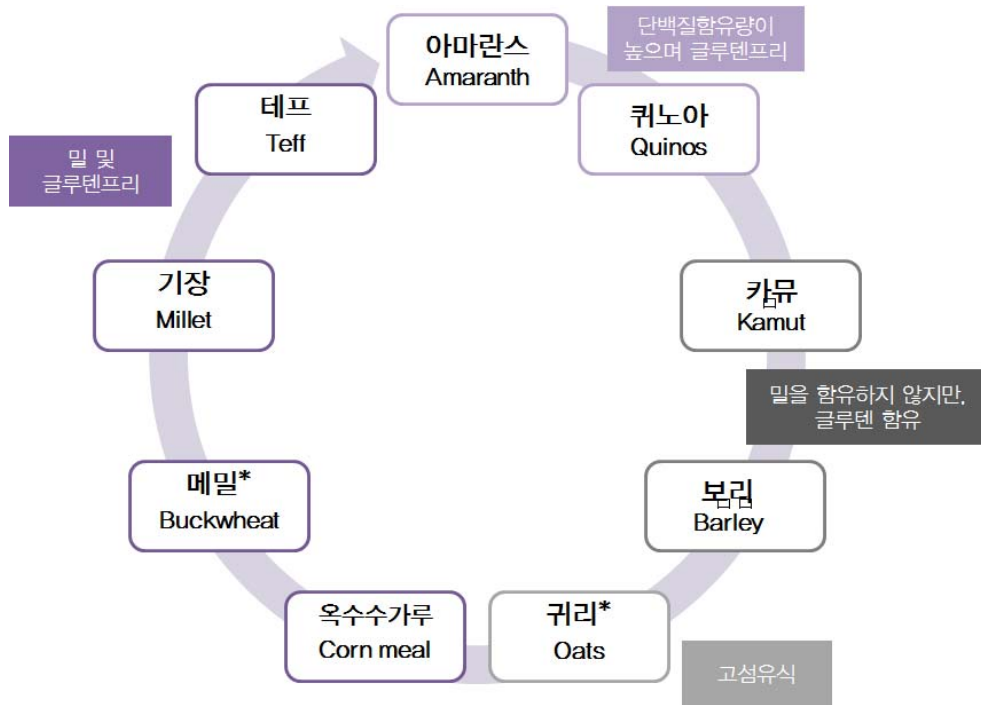 아마란스
Amaranth
단백질함유량이
높으며 글루텐프리
퀴노아
Quinos
카뮤
Kamut
밀을 함유하지 않지만,
글루텐 함유
보리
Barley
귀리*
Oats
고섬유식
옥수수가루
Corn meal
메밀*
Buckwheat
기장
Millet
밀 및
글루텐프리
테프
Teff